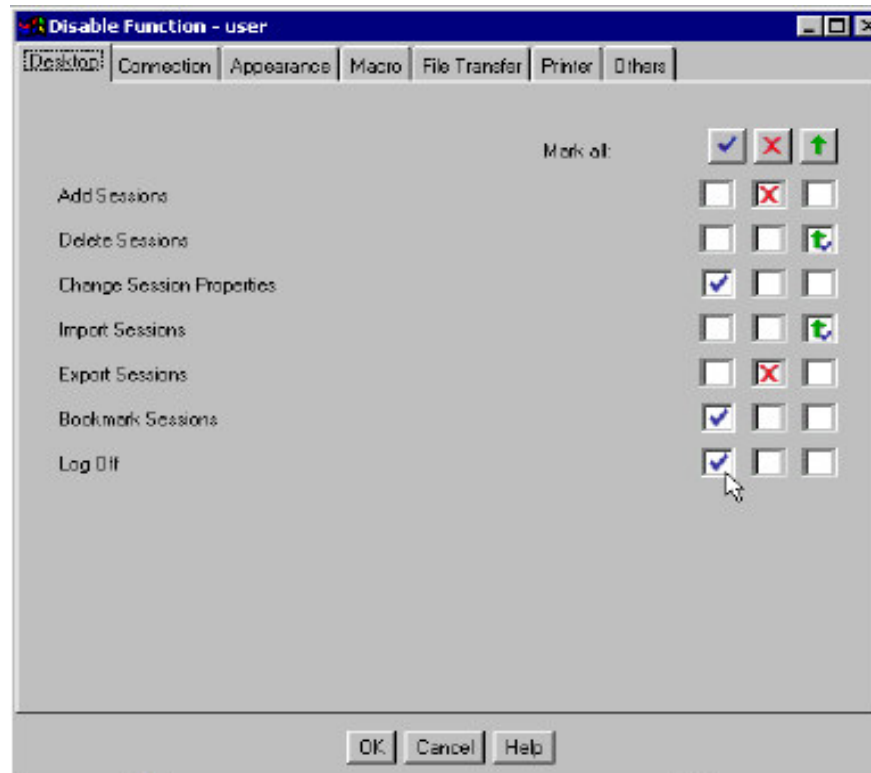 Disable Function - user
Desktop Connection Appearance Macro File Transfer Printer Others
Mark all:
Add Sessions
Delete Sessions
Change Session Properties
Import Sessions
Export Sessions
Bookmark Sessions
Log Off
OK Cancel Help